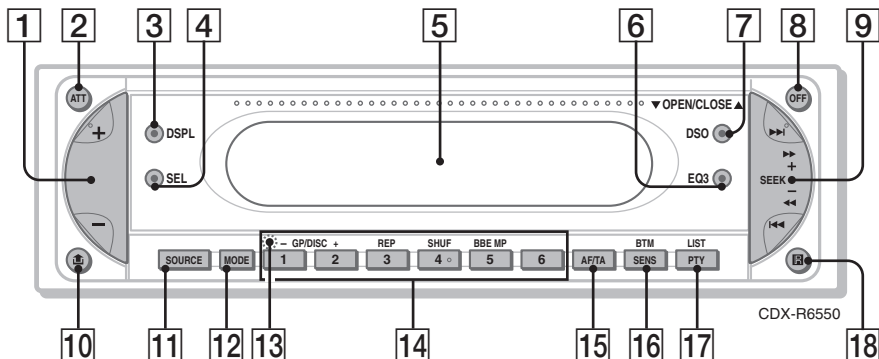 1 2 3 4 5 6 7 8 9
ATT OFF
▼OPEN/CLOSE▲
+ DSPL DSO ▶▶I
▶▶
+
SEL EQ3 SEEK
−
◀◀
− I◀◀
− GP/DISC + REP SHUF BBE MP BTM LIST
SOURCE MODE 1 2 3 4 5 6 AF/TA SENS PTY
CDX-R6550
10 11 12 13 14 15 16 17 18